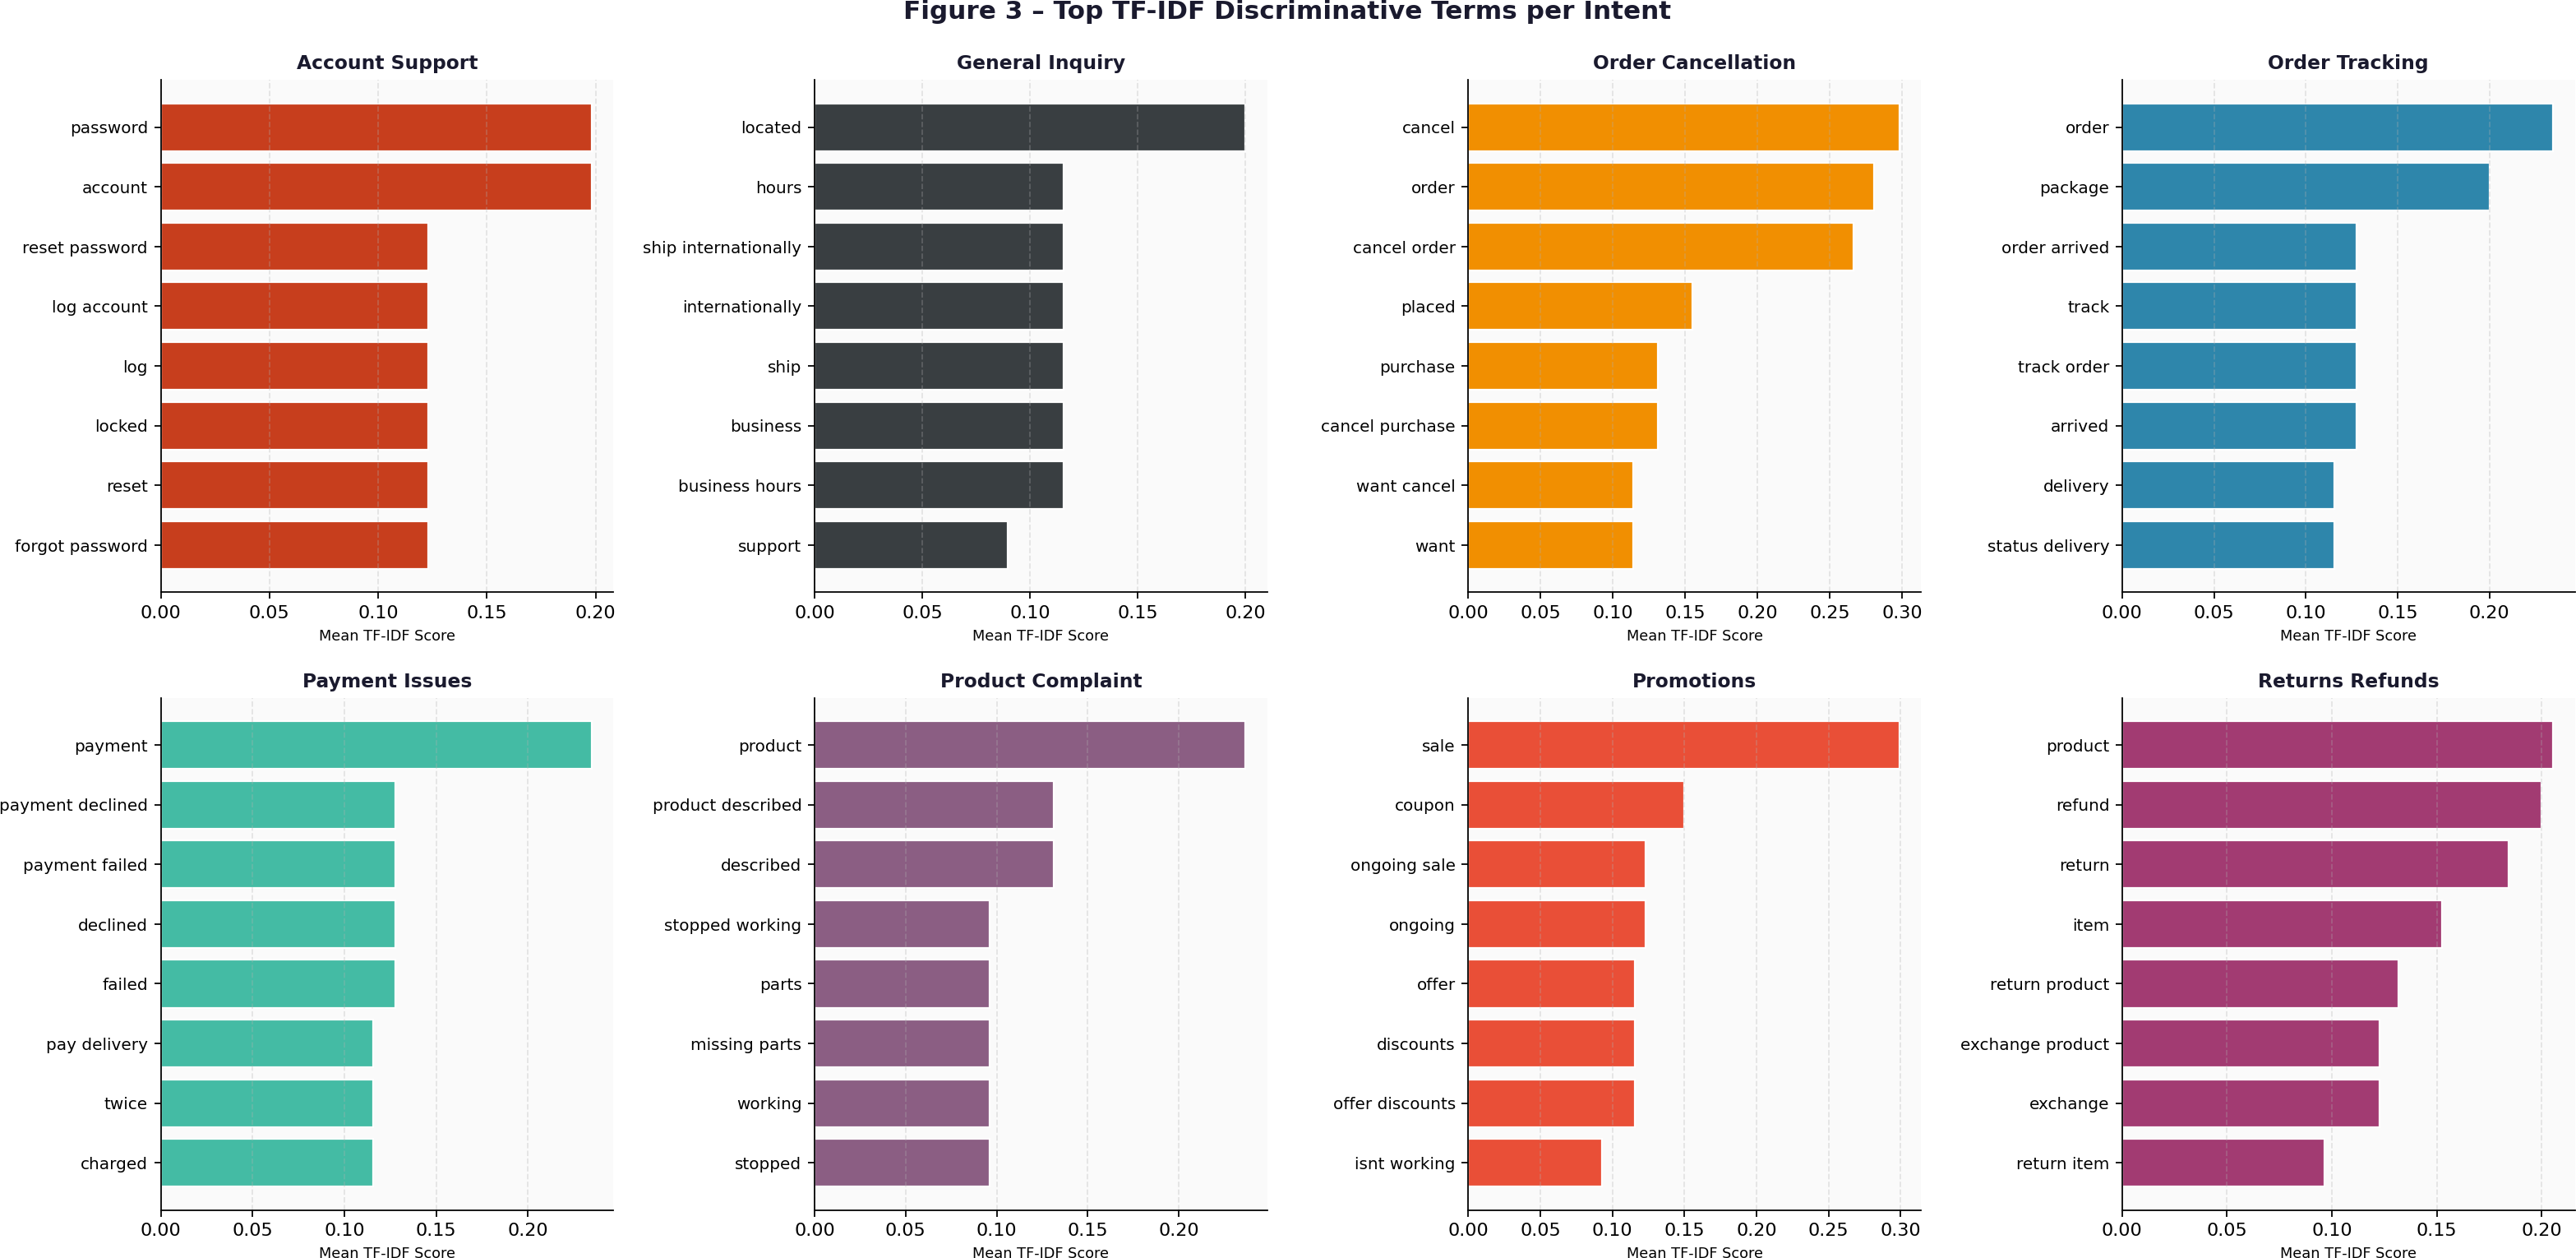 Figure 3 – Top TF-IDF Discriminative Terms per Intent
Account Support
password
account
reset password
log account
log
locked
reset
forgot password
0.00 0.05 0.10 0.15 0.20
Mean TF-IDF Score
General Inquiry
located
hours
ship internationally
internationally
ship
business
business hours
support
0.00 0.05 0.10 0.15 0.20
Mean TF-IDF Score
Order Cancellation
cancel
order
cancel order
placed
purchase
cancel purchase
want cancel
want
0.00 0.05 0.10 0.15 0.20 0.25 0.30
Mean TF-IDF Score
Order Tracking
order
package
order arrived
track
track order
arrived
delivery
status delivery
0.00 0.05 0.10 0.15 0.20
Mean TF-IDF Score
Payment Issues
payment
payment declined
payment failed
declined
failed
pay delivery
twice
charged
0.00 0.05 0.10 0.15 0.20
Mean TF-IDF Score
Product Complaint
product
product described
described
stopped working
parts
missing parts
working
stopped
0.00 0.05 0.10 0.15 0.20
Mean TF-IDF Score
Promotions
sale
coupon
ongoing sale
ongoing
offer
discounts
offer discounts
isnt working
0.00 0.05 0.10 0.15 0.20 0.25 0.30
Mean TF-IDF Score
Returns Refunds
product
refund
return
item
return product
exchange product
exchange
return item
0.00 0.05 0.10 0.15 0.20
Mean TF-IDF Score